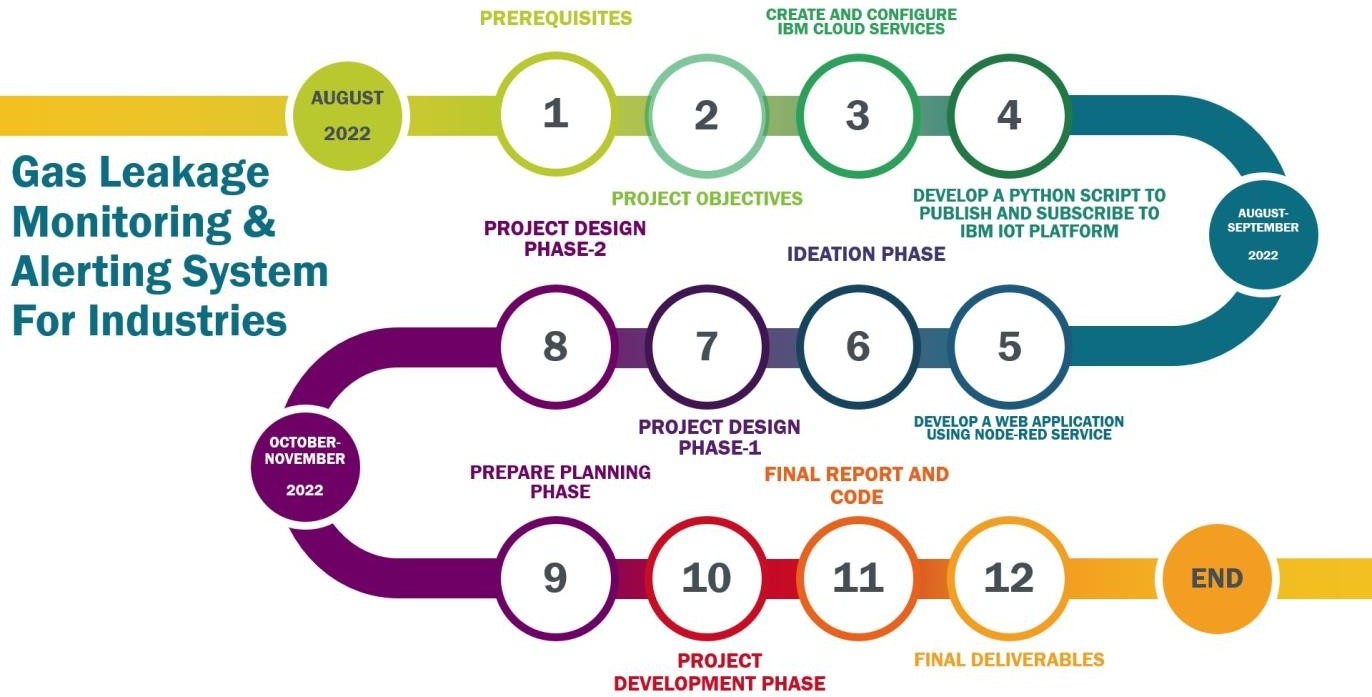 PREREQUISITES
CREATE AND CONFIGURE
IBM CLOUD SERVICES
AUGUST
2022
1
2
3
4
PROJECT OBJECTIVES
DEVELOP A PYTHON SCRIPT TO
PUBLISH AND SUBSCRIBE TO
IBM IOT PLATFORM
Gas Leakage
Monitoring &
Alerting System
For Industries
AUGUST-
SEPTEMBER
2022
PROJECT DESIGN
PHASE-2
IDEATION PHASE
8
7
6
5
PROJECT DESIGN
PHASE-1
DEVELOP A WEB APPLICATION
USING NODE-RED SERVICE
OCTOBER-
NOVEMBER
2022
PREPARE PLANNING
PHASE
FINAL REPORT AND
CODE
9
10
11
12
END
PROJECT
DEVELOPMENT PHASE
FINAL DELIVERABLES